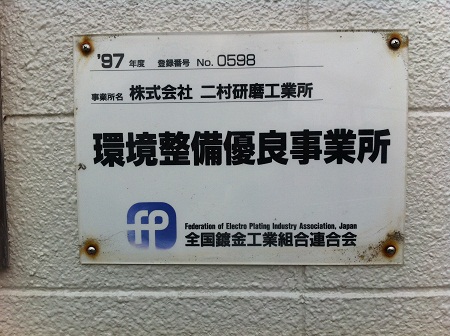 '97 年度 登録番号 No. 0598
事業所名 株式会社 二村研磨工業所
環境整備優良事業所
fp
Federation of Electro Plating Industry Association, Japan
全国鍍金工業組合連合会